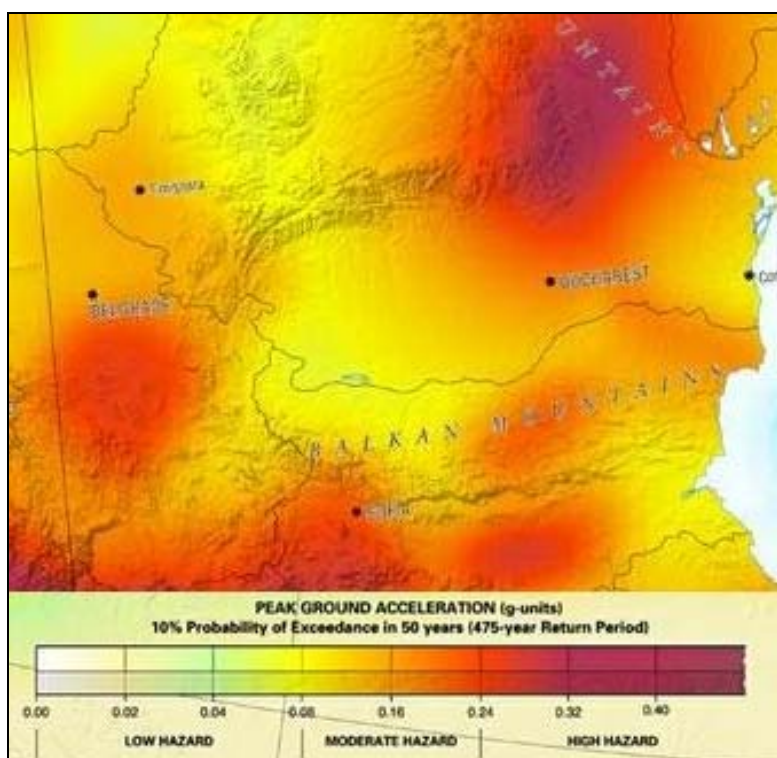 UNTAINS
Timisora
BUCHAREST
BELGRADE
BALKAN MOUNTAINS
PEAK GROUND ACCELERATION (g-units)
10% Probability of Exceedance in 50 years (475-year Return Period)
0.00 0.02 0.04 0.08 0.16 0.24 0.32 0.40
LOW HAZARD MODERATE HAZARD HIGH HAZARD